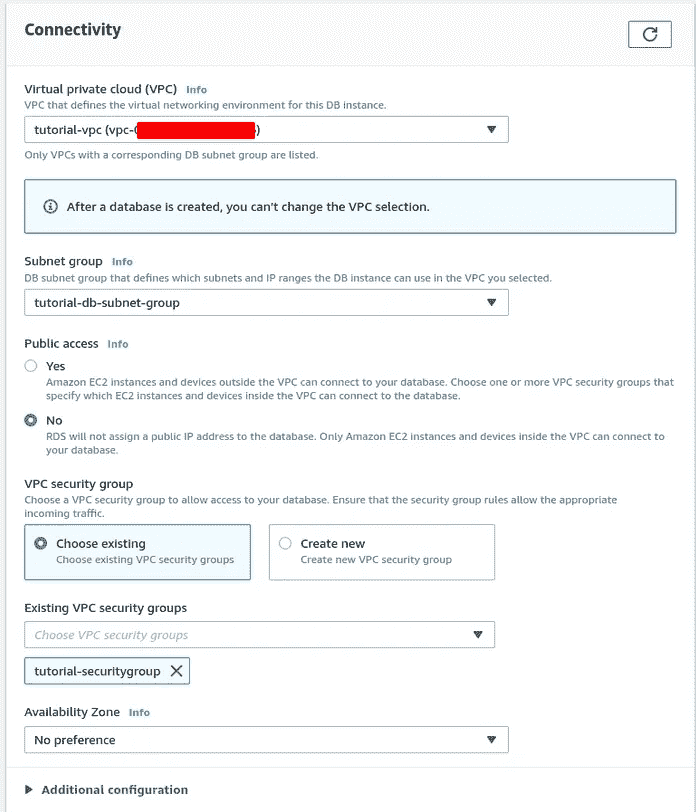 Connectivity
Virtual private cloud (VPC) Info
VPC that defines the virtual networking environment for this DB instance.
tutorial-vpc (vpc-0 )
Only VPCs with a corresponding DB subnet group are listed.
After a database is created, you can't change the VPC selection.
Subnet group Info
DB subnet group that defines which subnets and IP ranges the DB instance can use in the VPC you selected.
tutorial-db-subnet-group
Public access Info
Yes
Amazon EC2 instances and devices outside the VPC can connect to your database. Choose one or more VPC security groups that
specify which EC2 instances and devices inside the VPC can connect to the database.
No
RDS will not assign a public IP address to the database. Only Amazon EC2 instances and devices inside the VPC can connect to
your database.
VPC security group
Choose a VPC security group to allow access to your database. Ensure that the security group rules allow the appropriate
incoming traffic.
Choose existing
Choose existing VPC security groups
Create new
Create new VPC security group
Existing VPC security groups
Choose VPC security groups
tutorial-securitygroup
Availability Zone Info
No preference
Additional configuration